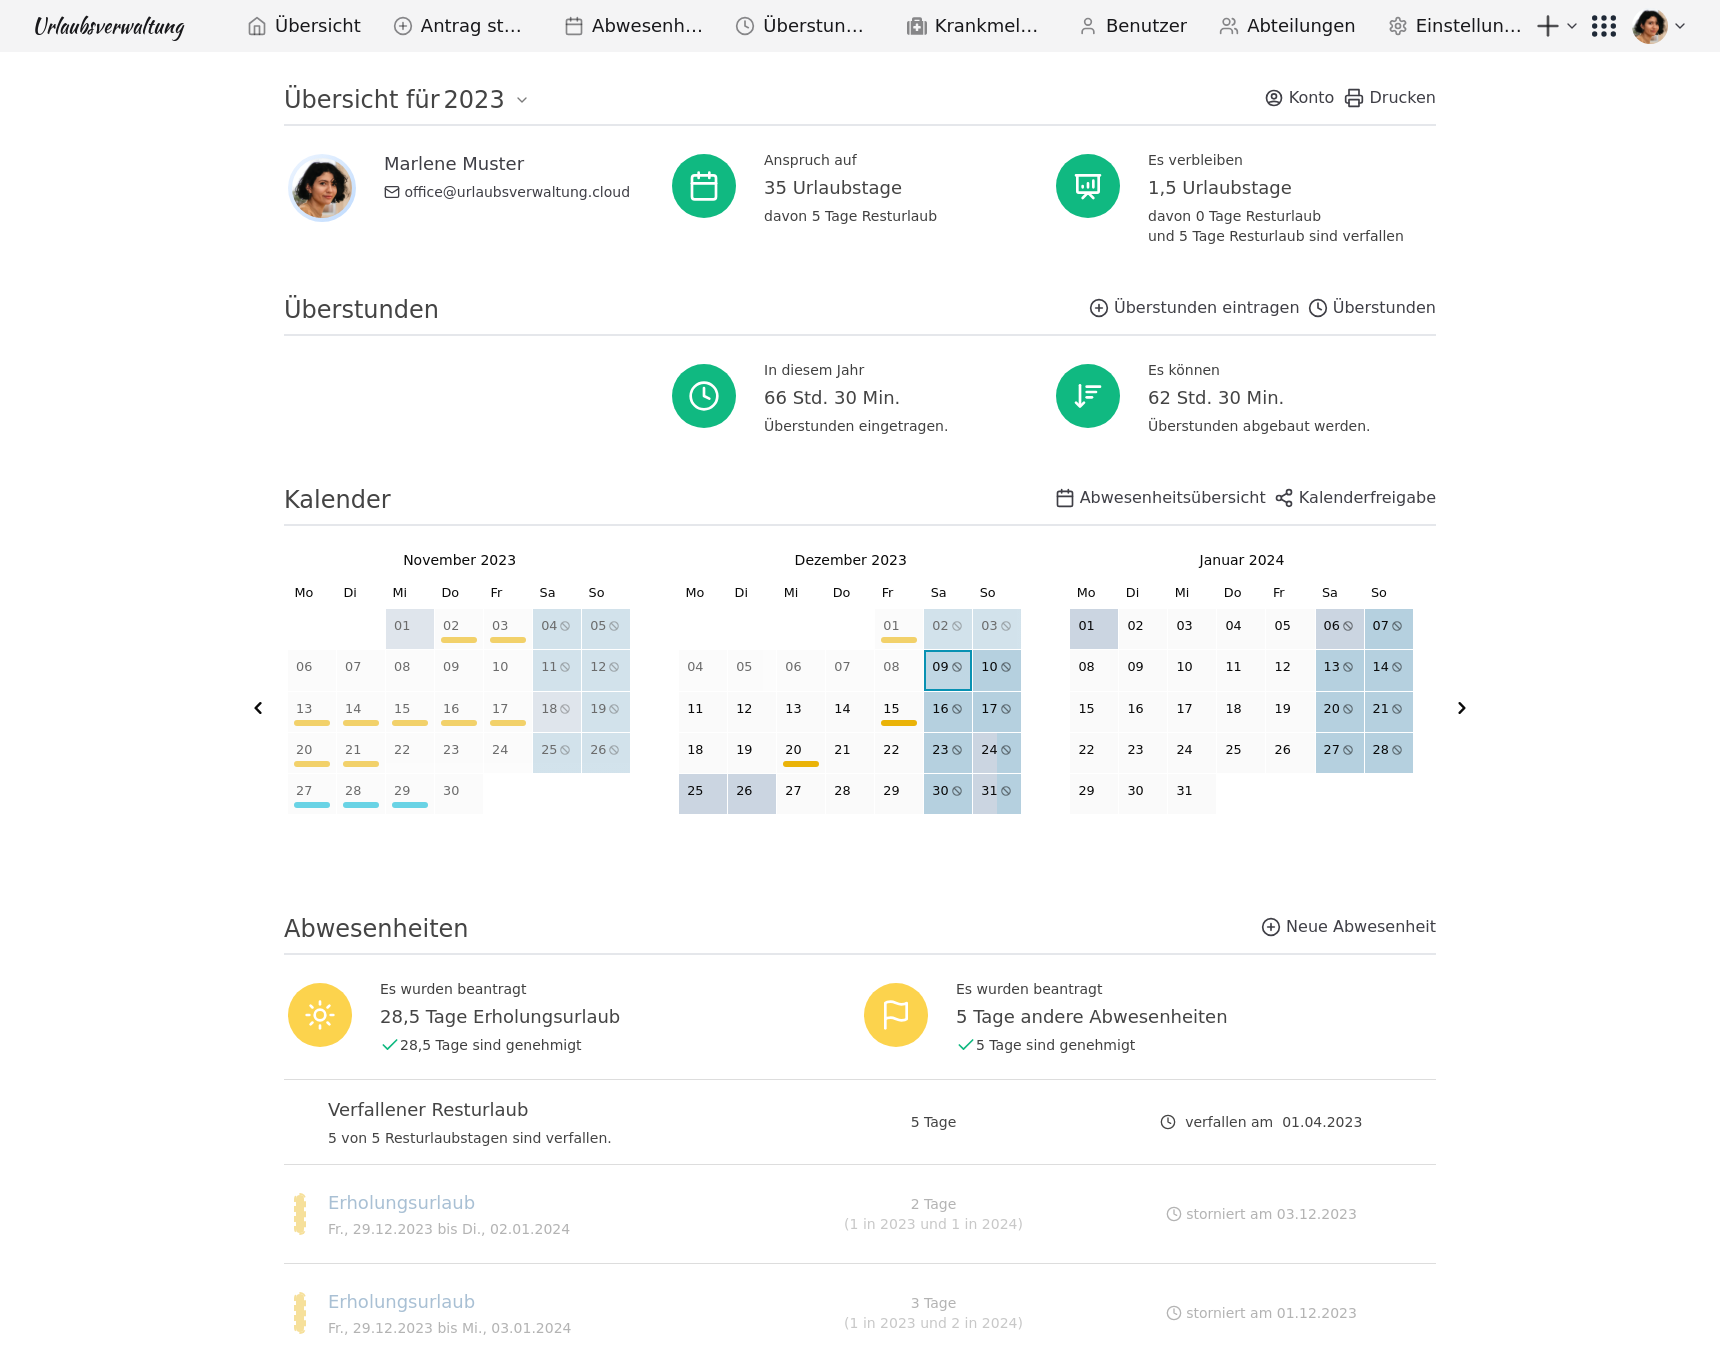 Urlaubsverwaltung Übersicht Antrag st… Abwesenh… Überstun… Krankmel… Benutzer Abteilungen Einstellun…
Übersicht für 2023 Konto Drucken
Marlene Muster
office@urlaubsverwaltung.cloud
Anspruch auf
35 Urlaubstage
davon 5 Tage Resturlaub
Es verbleiben
1,5 Urlaubstage
davon 0 Tage Resturlaub
und 5 Tage Resturlaub sind verfallen
Überstunden Überstunden eintragen Überstunden
In diesem Jahr
66 Std. 30 Min.
Überstunden eingetragen.
Es können
62 Std. 30 Min.
Überstunden abgebaut werden.
Kalender Abwesenheitsübersicht Kalenderfreigabe
November 2023
Mo Di Mi Do Fr Sa So
01 02 03 04 05
06 07 08 09 10 11 12
13 14 15 16 17 18 19
20 21 22 23 24 25 26
27 28 29 30
Dezember 2023
Mo Di Mi Do Fr Sa So
01 02 03
04 05 06 07 08 09 10
11 12 13 14 15 16 17
18 19 20 21 22 23 24
25 26 27 28 29 30 31
Januar 2024
Mo Di Mi Do Fr Sa So
01 02 03 04 05 06 07
08 09 10 11 12 13 14
15 16 17 18 19 20 21
22 23 24 25 26 27 28
29 30 31
Abwesenheiten Neue Abwesenheit
Es wurden beantragt
28,5 Tage Erholungsurlaub
28,5 Tage sind genehmigt
Es wurden beantragt
5 Tage andere Abwesenheiten
5 Tage sind genehmigt
Verfallener Resturlaub
5 von 5 Resturlaubstagen sind verfallen.
5 Tage
verfallen am 01.04.2023
Erholungsurlaub
Fr., 29.12.2023 bis Di., 02.01.2024
2 Tage
(1 in 2023 und 1 in 2024)
storniert am 03.12.2023
Erholungsurlaub
Fr., 29.12.2023 bis Mi., 03.01.2024
3 Tage
(1 in 2023 und 2 in 2024)
storniert am 01.12.2023